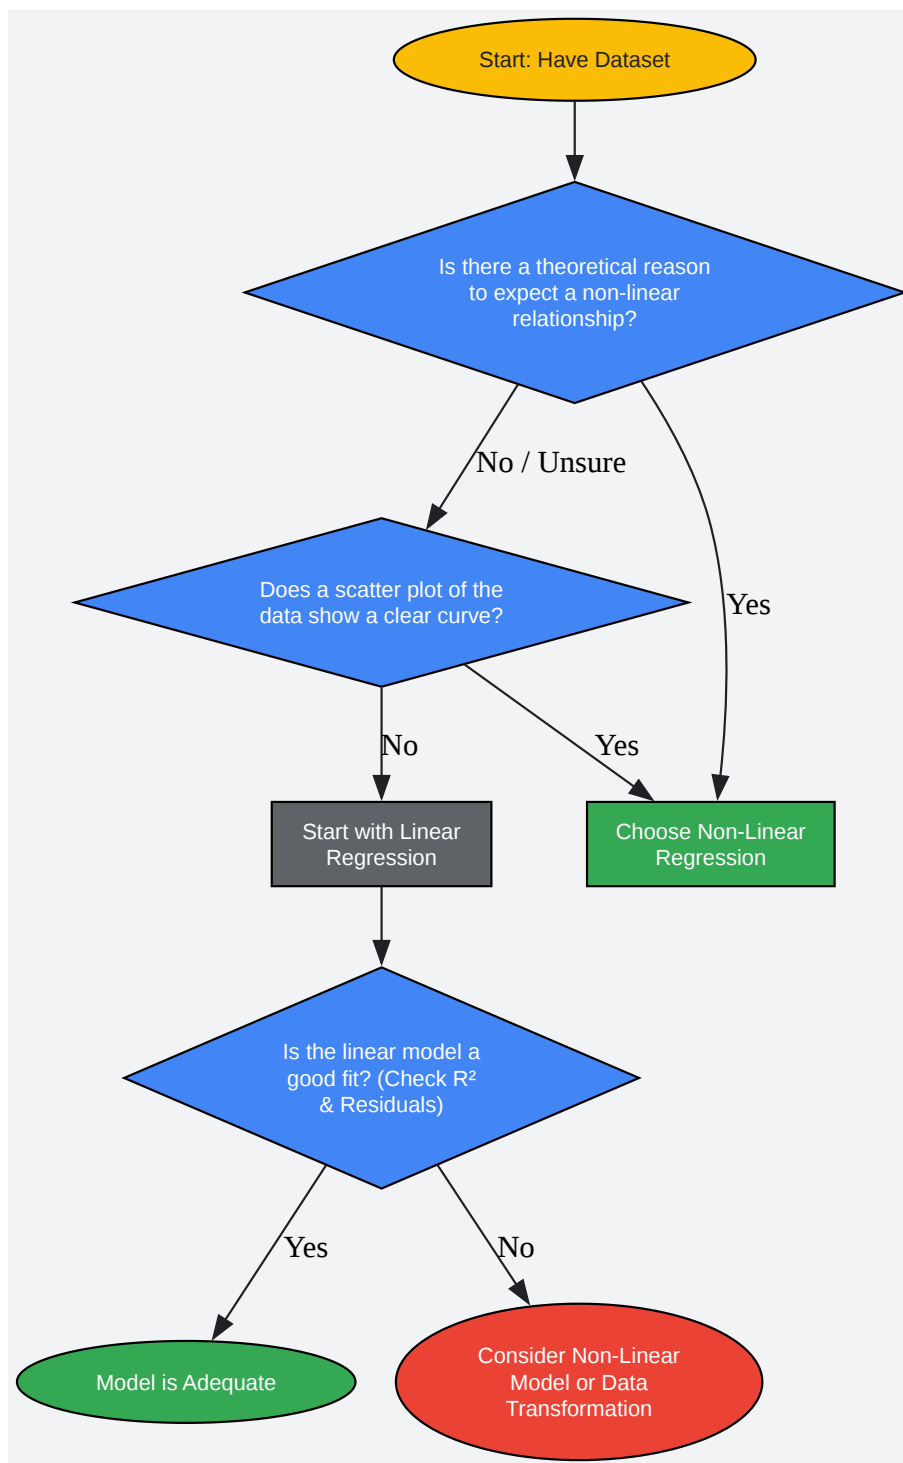 Start: Have Dataset
Is there a theoretical reason
to expect a non-linear
relationship?
No / Unsure
Yes
Does a scatter plot of the
data show a clear curve?
No
Yes
Start with Linear
Regression
Choose Non-Linear
Regression
Is the linear model a
good fit? (Check R²
& Residuals)
Yes
No
Model is Adequate
Consider Non-Linear
Model or Data
Transformation